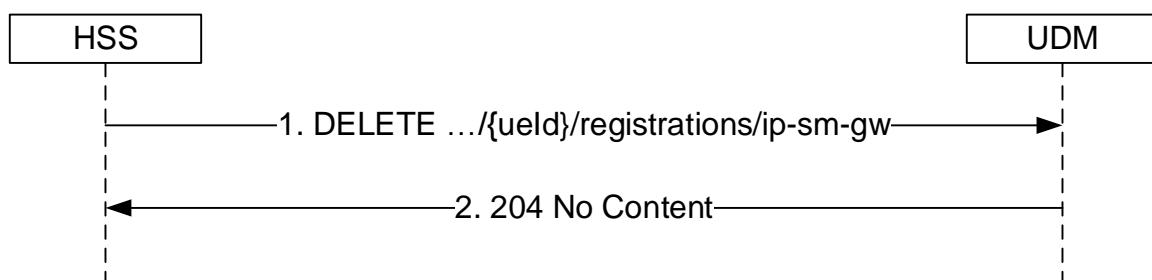 HSS
UDM
1. DELETE …/{ueId}/registrations/ip-sm-gw
2. 204 No Content